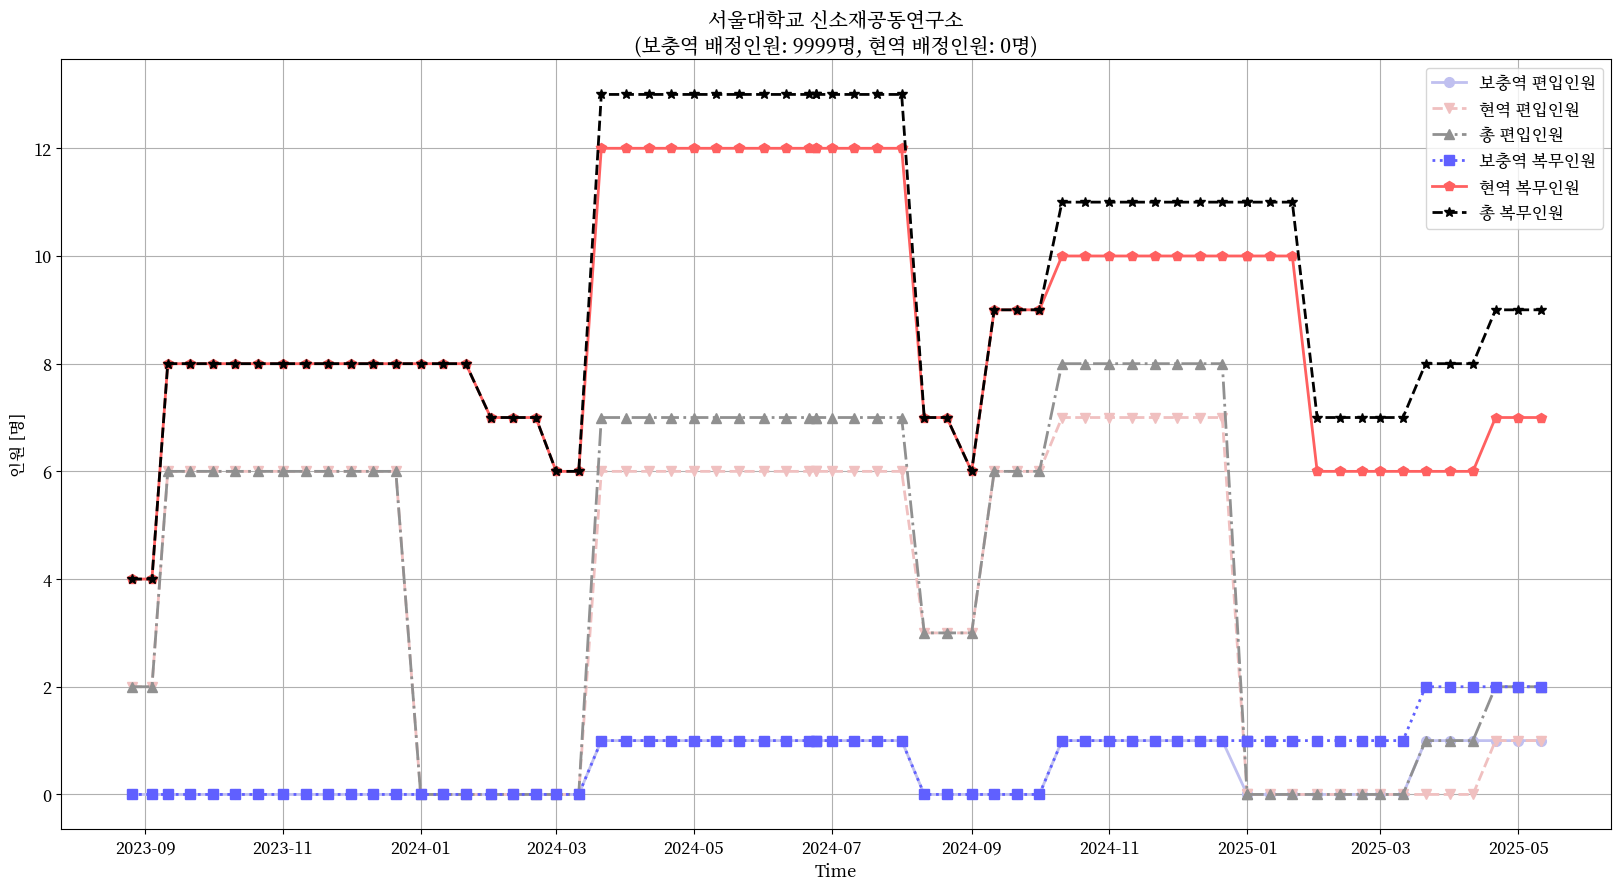 서울대학교 신소재공동연구소
(보충역 배정인원: 9999명, 현역 배정인원: 0명)
보충역 편입인원
현역 편입인원
총 편입인원
보충역 복무인원
현역 복무인원
총 복무인원
인원 [명]
12
10
8
6
4
2
0
2023-09
2023-11
2024-01
2024-03
2024-05
2024-07
2024-09
2024-11
2025-01
2025-03
2025-05
Time